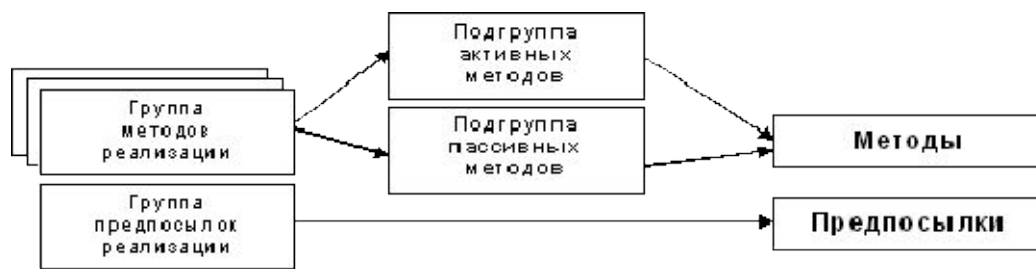 Подгруппа
активных
методов
Группа
методов
реализации
Подгруппа
пассивных
методов
Методы
Группа
предпосылок
реализации
Предпосылки